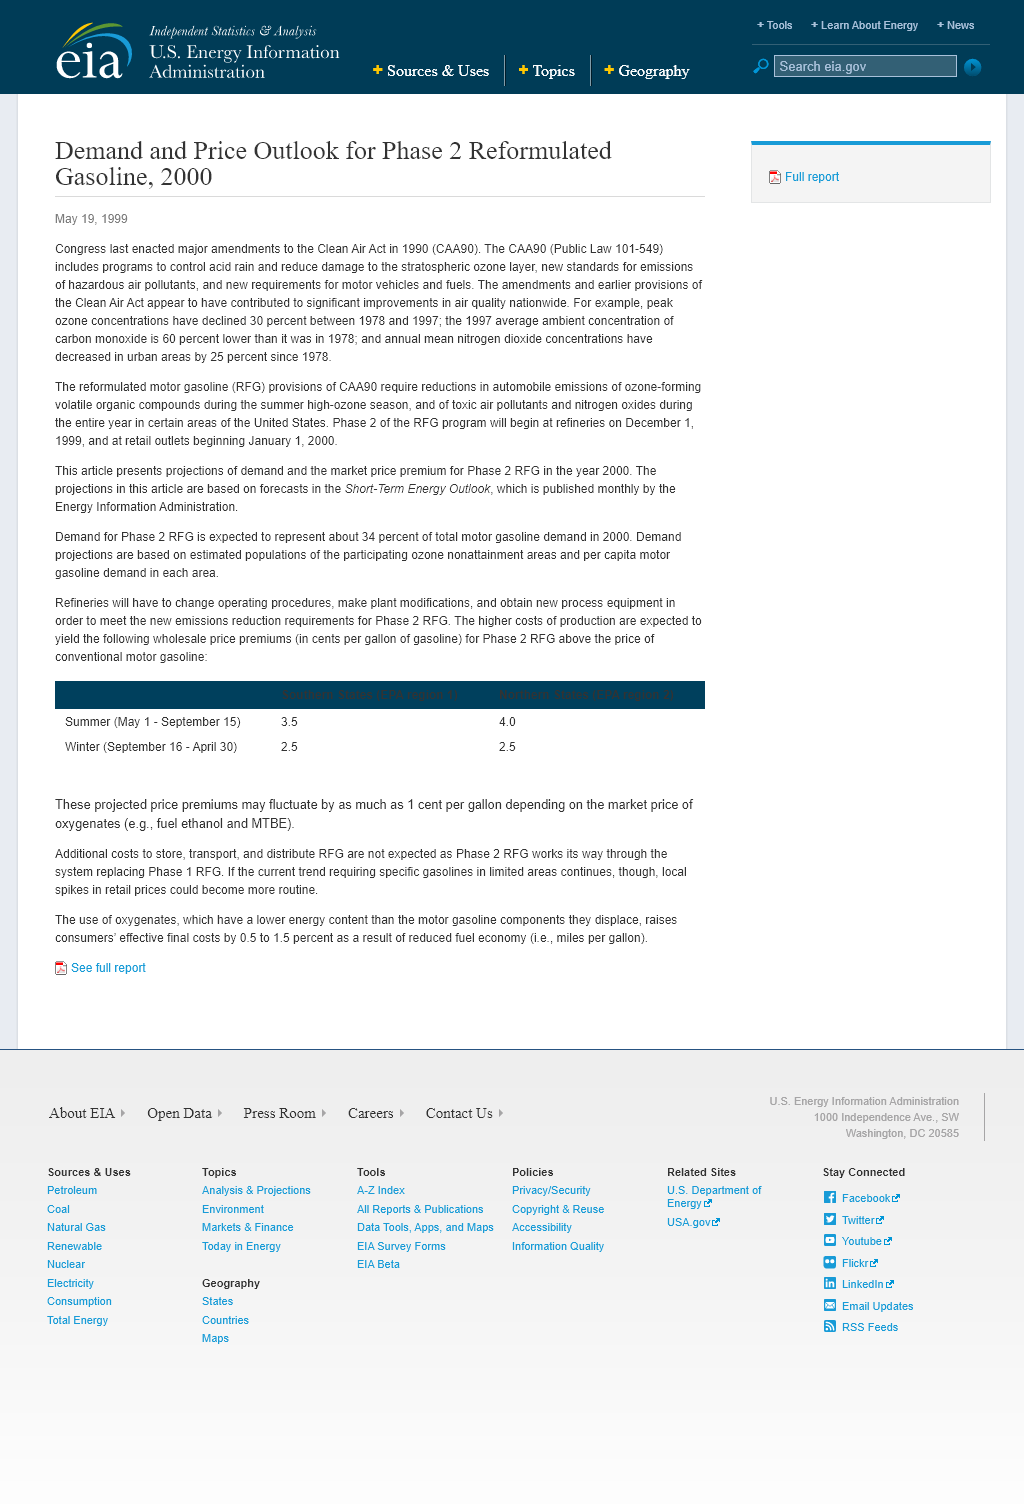 Independent Statistics & Analysis
U.S. Energy Information
Administration
eia
Tools
Learn About Energy
News
Sources & Uses
Topics
Geography
Search eia.gov
Demand and Price Outlook for Phase 2 Reformulated
Gasoline, 2000
Full report
May 19, 1999
Congress last enacted major amendments to the Clean Air Act in 1990 (CAA90). The CAA90 (Public Law 101-549)
includes programs to control acid rain and reduce damage to the stratospheric ozone layer, new standards for emissions
of hazardous air pollutants, and new requirements for motor vehicles and fuels. The amendments and earlier provisions of
the Clean Air Act appear to have contributed to significant improvements in air quality nationwide. For example, peak
ozone concentrations have declined 30 percent between 1978 and 1997; the 1997 average ambient concentration of
carbon monoxide is 60 percent lower than it was in 1978; and annual mean nitrogen dioxide concentrations have
decreased in urban areas by 25 percent since 1978.
The reformulated motor gasoline (RFG) provisions of CAA90 require reductions in automobile emissions of ozone-forming
volatile organic compounds during the summer high-ozone season, and of toxic air pollutants and nitrogen oxides during
the entire year in certain areas of the United States. Phase 2 of the RFG program will begin at refineries on December 1,
1999, and at retail outlets beginning January 1, 2000.
This article presents projections of demand and the market price premium for Phase 2 RFG in the year 2000. The
projections in this article are based on forecasts in the Short-Term Energy Outlook, which is published monthly by the
Energy Information Administration.
Demand for Phase 2 RFG is expected to represent about 34 percent of total motor gasoline demand in 2000. Demand
projections are based on estimated populations of the participating ozone nonattainment areas and per capita motor
gasoline demand in each area.
Refineries will have to change operating procedures, make plant modifications, and obtain new process equipment in
order to meet the new emissions reduction requirements for Phase 2 RFG. The higher costs of production are expected to
yield the following wholesale price premiums (in cents per gallon of gasoline) for Phase 2 RFG above the price of
conventional motor gasoline:
Summer (May 1 - September 15) 3.5 4.0
Winter (September 16 - April 30) 2.5 2.5
These projected price premiums may fluctuate by as much as 1 cent per gallon depending on the market price of
oxygenates (e.g., fuel ethanol and MTBE).
Additional costs to store, transport, and distribute RFG are not expected as Phase 2 RFG works its way through the
system replacing Phase 1 RFG. If the current trend requiring specific gasolines in limited areas continues, though, local
spikes in retail prices could become more routine.
The use of oxygenates, which have a lower energy content than the motor gasoline components they displace, raises
consumers' effective final costs by 0.5 to 1.5 percent as a result of reduced fuel economy (i.e., miles per gallon).
See full report
About EIA
Open Data
Press Room
Careers
Contact Us
U.S. Energy Information Administration
1000 Independence Ave., SW
Washington, DC 20585
Sources & Uses
Petroleum
Coal
Natural Gas
Renewable
Nuclear
Electricity
Consumption
Total Energy
Topics
Analysis & Projections
Environment
Markets & Finance
Today in Energy
Geography
States
Countries
Maps
Tools
A-Z Index
All Reports & Publications
Data Tools, Apps, and Maps
EIA Survey Forms
EIA Beta
Policies
Privacy/Security
Copyright & Reuse
Accessibility
Information Quality
Related Sites
U.S. Department of
Energy
USA.gov
Stay Connected
Facebook
Twitter
Youtube
Flickr
LinkedIn
Email Updates
RSS Feeds